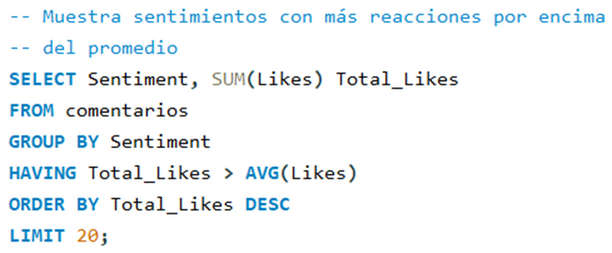 -- Muestra sentimientos con más reacciones por encima
-- del promedio
SELECT Sentiment, SUM(Likes) Total_Likes
FROM comentarios
GROUP BY Sentiment
HAVING Total_Likes > AVG(Likes)
ORDER BY Total_Likes DESC
LIMIT 20;